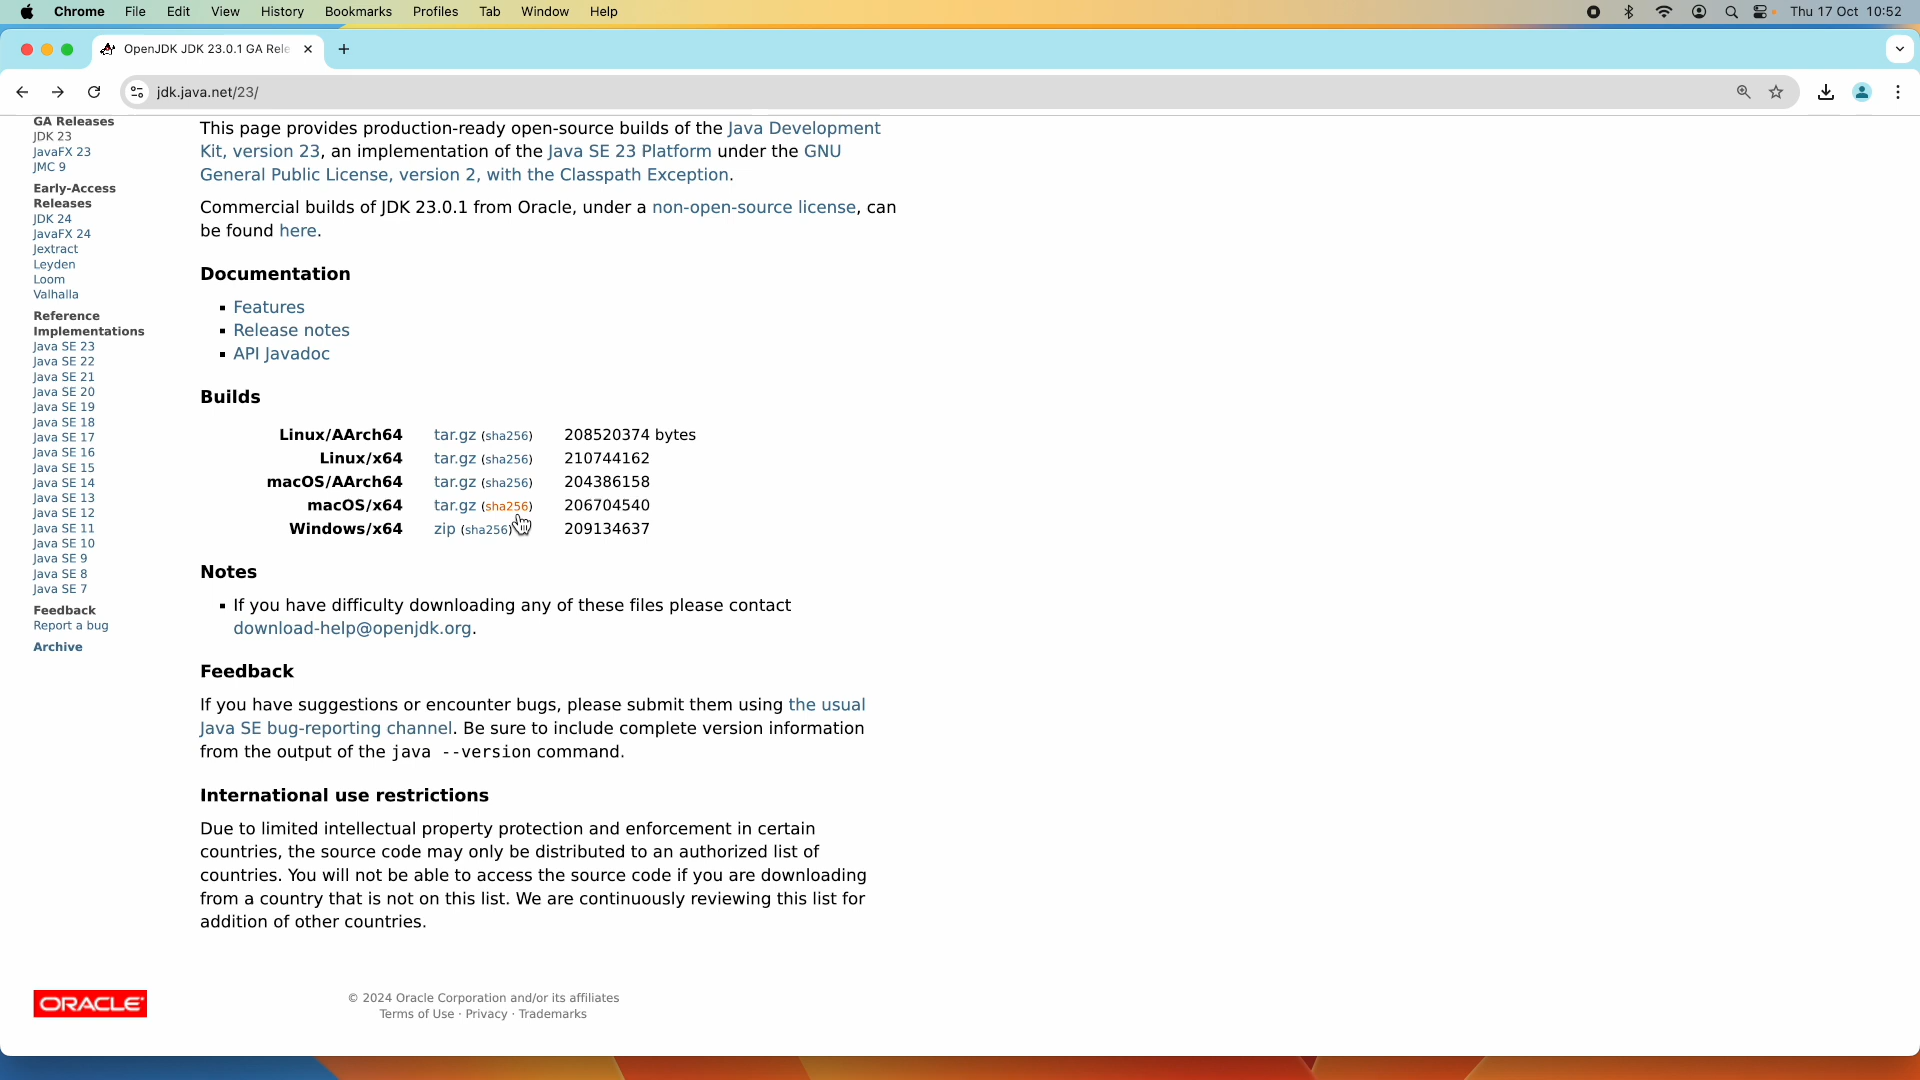 Chrome File Edit View History Bookmarks Profiles Tab Window Help Thu 17 Oct 10:52
OpenJDK JDK 23.0.1 GA Rele
jdk.java.net/23/
GA Releases
JDK 23
JavaFX 23
JMC 9
Early-Access
Releases
JDK 24
JavaFX 24
Jextract
Leyden
Loom
Valhalla
Reference
Implementations
Java SE 23
Java SE 22
Java SE 21
Java SE 20
Java SE 19
Java SE 18
Java SE 17
Java SE 16
Java SE 15
Java SE 14
Java SE 13
Java SE 12
Java SE 11
Java SE 10
Java SE 9
Java SE 8
Java SE 7
Feedback
Report a bug
Archive
This page provides production-ready open-source builds of the Java Development
Kit, version 23, an implementation of the Java SE 23 Platform under the GNU
General Public License, version 2, with the Classpath Exception.
Commercial builds of JDK 23.0.1 from Oracle, under a non-open-source license, can
be found here.
Documentation
Features
Release notes
API Javadoc
Builds
Linux/AArch64 tar.gz (sha256) 208520374 bytes
Linux/x64 tar.gz (sha256) 210744162
macOS/AArch64 tar.gz (sha256) 204386158
macOS/x64 tar.gz (sha256) 206704540
Windows/x64 zip (sha256) 209134637
Notes
If you have difficulty downloading any of these files please contact
download-help@openjdk.org.
Feedback
If you have suggestions or encounter bugs, please submit them using the usual
Java SE bug-reporting channel. Be sure to include complete version information
from the output of the java --version command.
International use restrictions
Due to limited intellectual property protection and enforcement in certain
countries, the source code may only be distributed to an authorized list of
countries. You will not be able to access the source code if you are downloading
from a country that is not on this list. We are continuously reviewing this list for
addition of other countries.
ORACLE
© 2024 Oracle Corporation and/or its affiliates
Terms of Use · Privacy · Trademarks